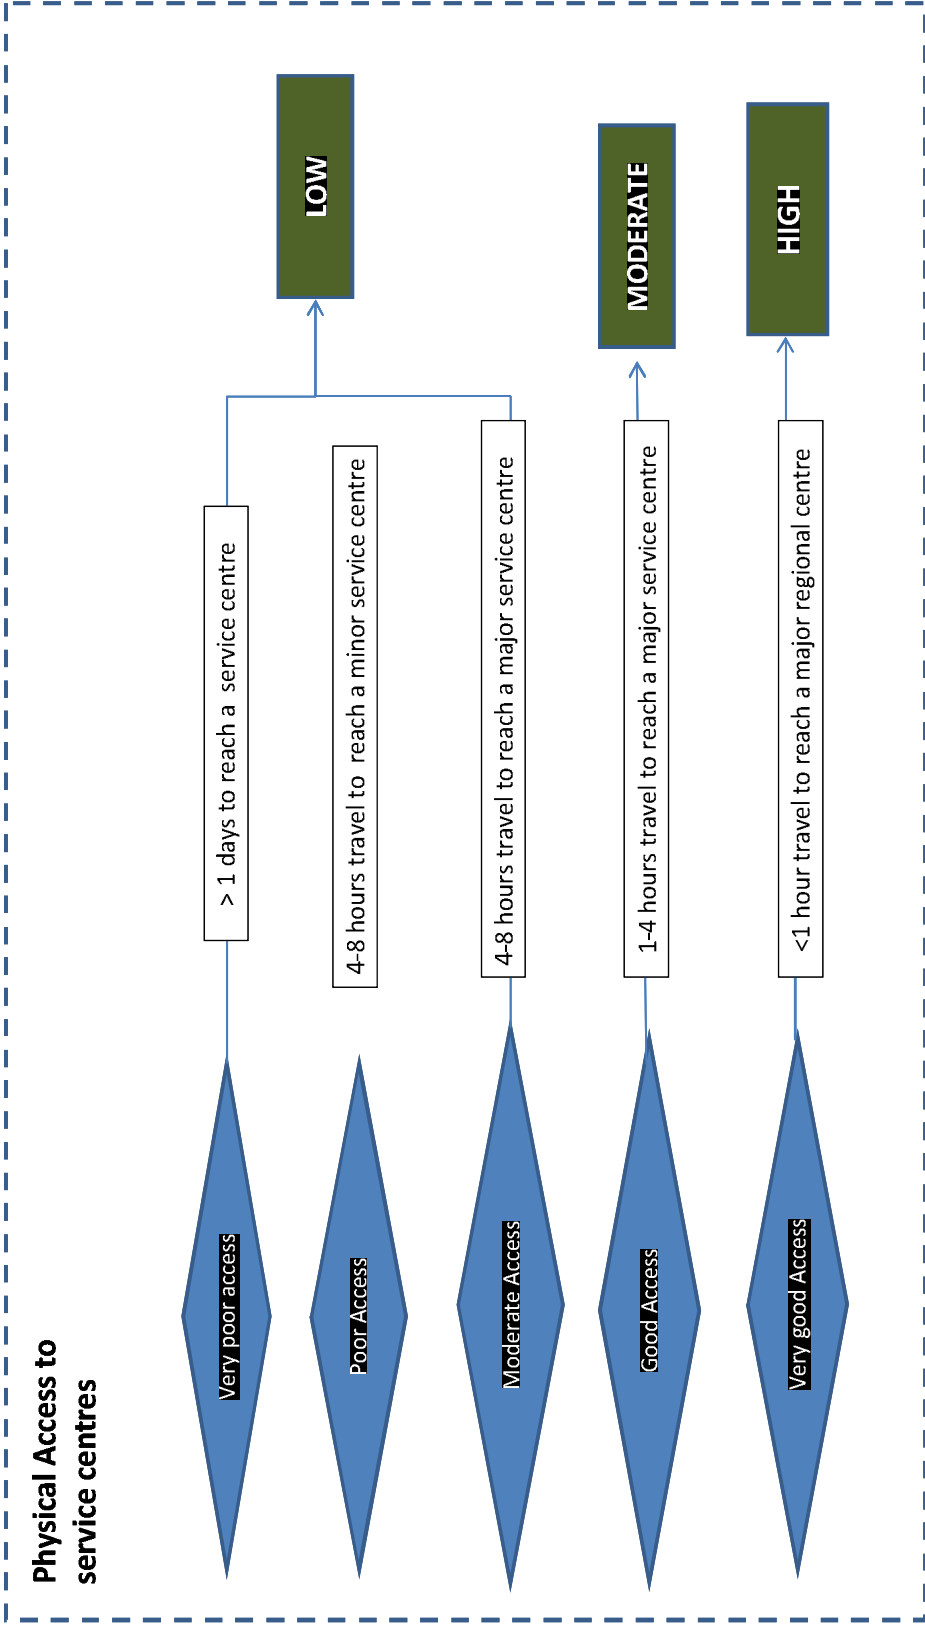 Physical Access to
service centres
Very poor access
> 1 days to reach a  service centre
LOW
Poor Access
4-8 hours travel to  reach a minor service centre
Moderate Access
4-8 hours travel to reach a major service centre
Good Access
1-4 hours travel to reach a major service centre
MODERATE
Very good Access
<1 hour travel to reach a major regional centre
HIGH